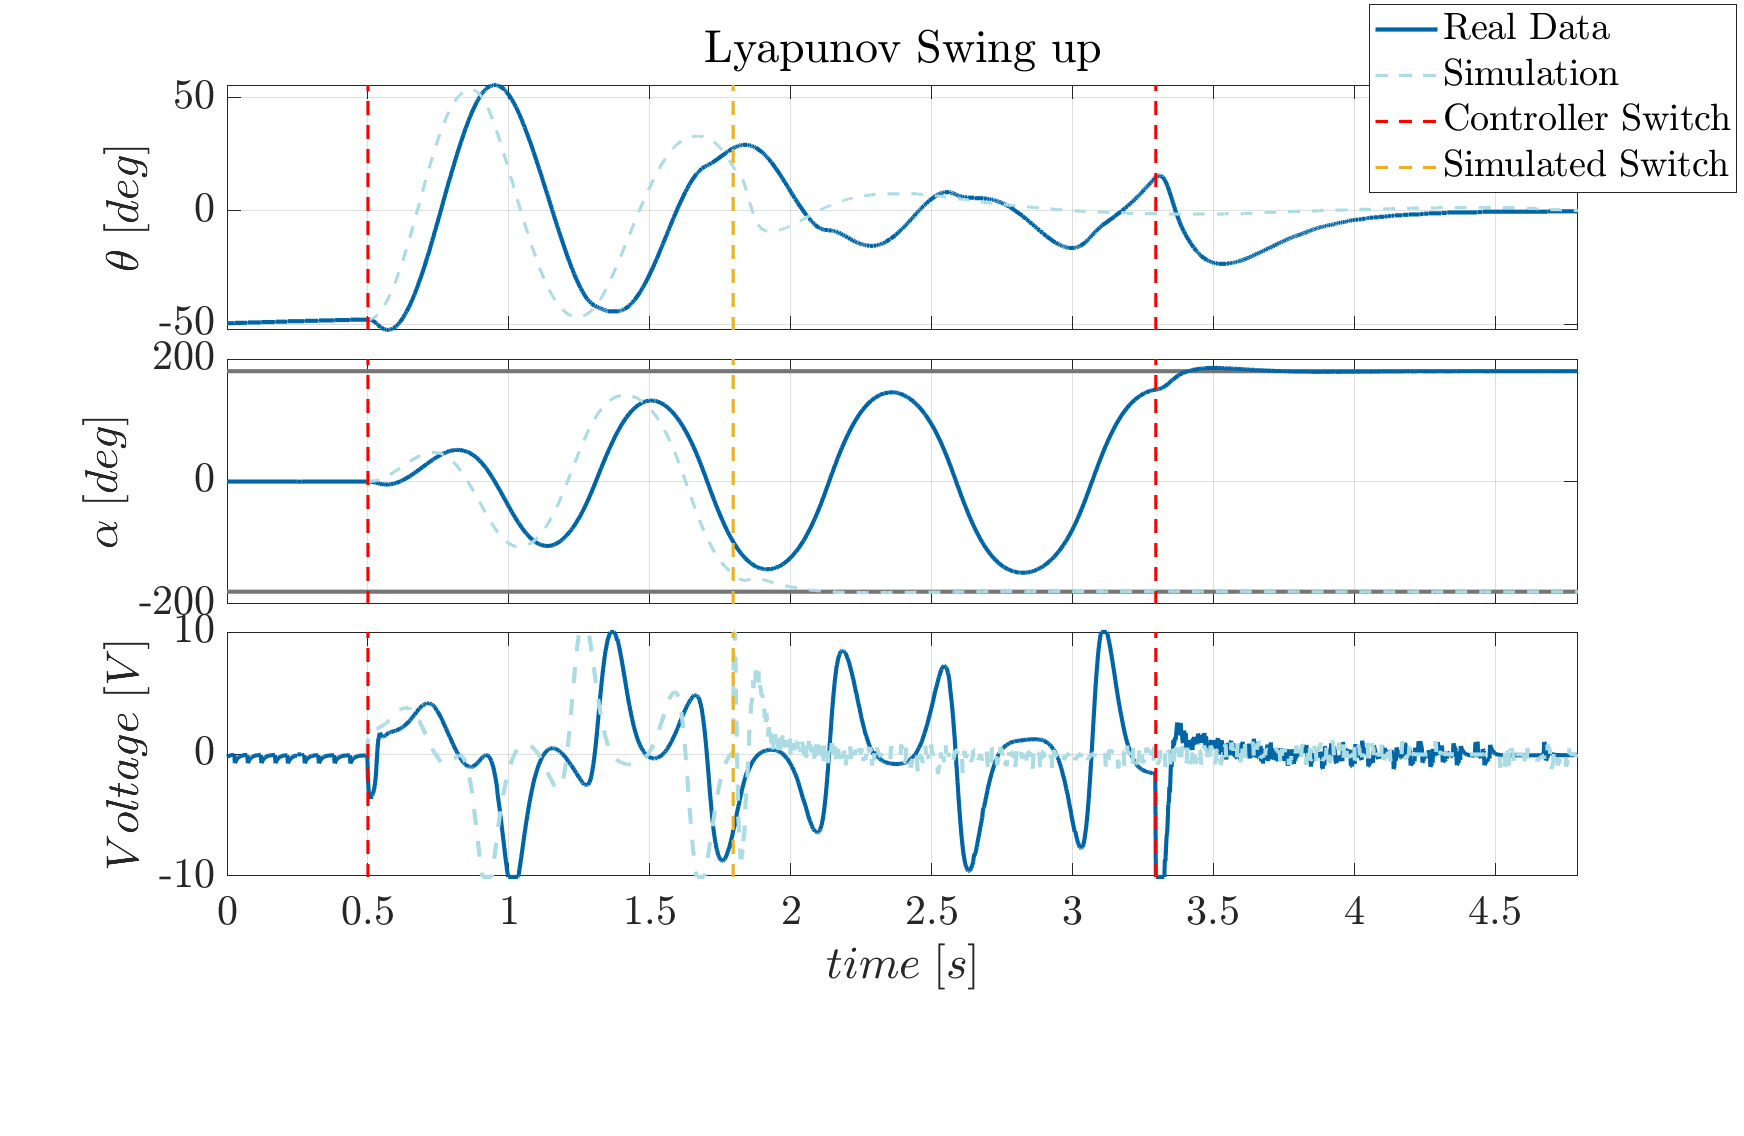 Lyapunov Swing up
Real Data
Simulation
Controller Switch
Simulated Switch
θ [deg]
50
0
-50
α [deg]
200
0
-200
Voltage [V]
10
0
-10
0 0.5 1 1.5 2 2.5 3 3.5 4 4.5
time [s]